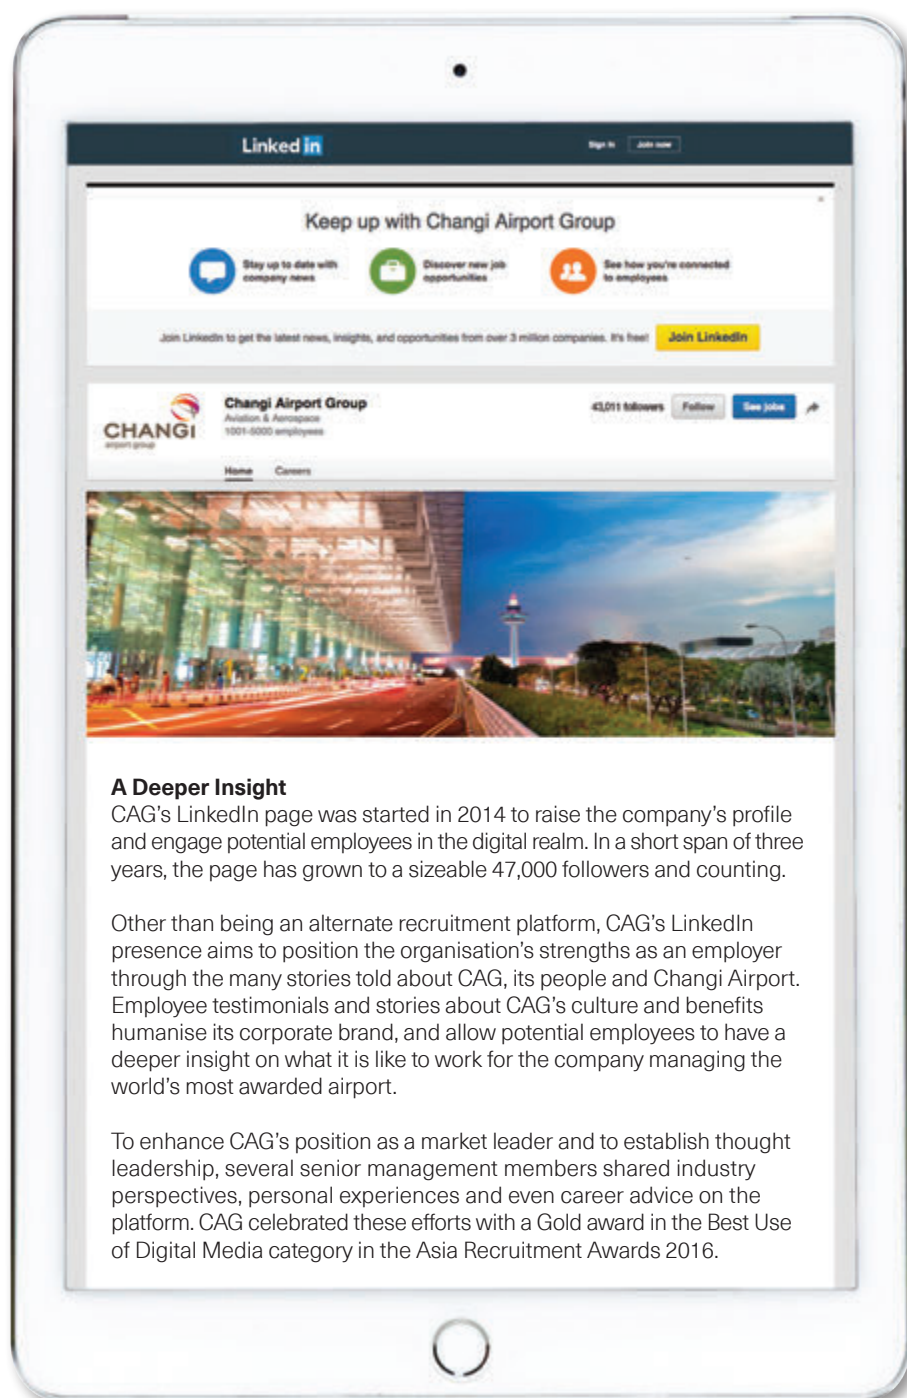 Linked in
Sign in Join now
Keep up with Changi Airport Group
Stay up to date with
company news
Discover new job
opportunities
See how you're connected
to employees
Join LinkedIn to get the latest news, insights, and opportunities from over 3 million companies. It's free! Join LinkedIn
CHANGI
airport group
Changi Airport Group
Aviation & Aerospace
1001-5000 employees
43,011 followers Follow See jobs
Home Careers
A Deeper Insight
CAG's LinkedIn page was started in 2014 to raise the company's profile
and engage potential employees in the digital realm. In a short span of three
years, the page has grown to a sizeable 47,000 followers and counting.
Other than being an alternate recruitment platform, CAG's LinkedIn
presence aims to position the organisation's strengths as an employer
through the many stories told about CAG, its people and Changi Airport.
Employee testimonials and stories about CAG's culture and benefits
humanise its corporate brand, and allow potential employees to have a
deeper insight on what it is like to work for the company managing the
world's most awarded airport.
To enhance CAG's position as a market leader and to establish thought
leadership, several senior management members shared industry
perspectives, personal experiences and even career advice on the
platform. CAG celebrated these efforts with a Gold award in the Best Use
of Digital Media category in the Asia Recruitment Awards 2016.